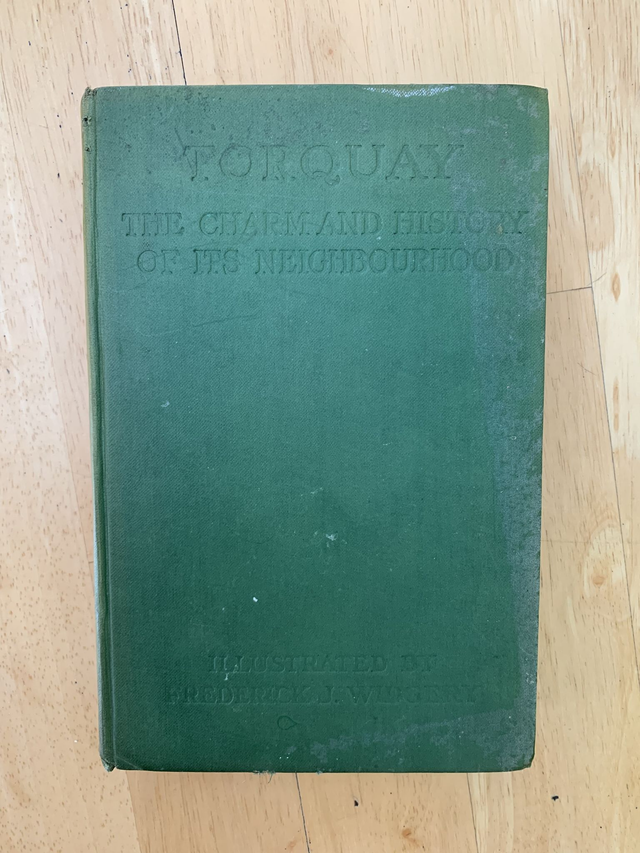 TORQUAY
THE CHARM AND HISTORY
OF ITS NEIGHBOURHOOD
ILLUSTRATED BY
FREDERICK J. WIDGERY